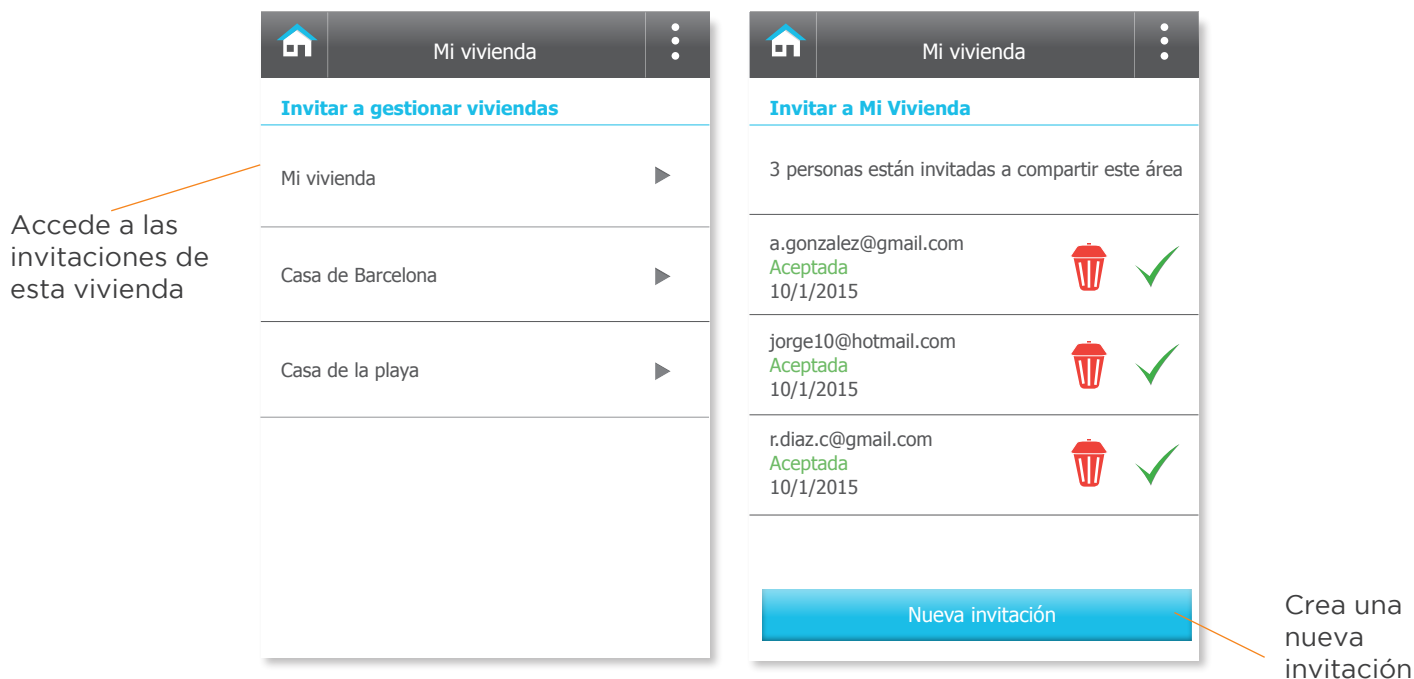 Mi vivienda
Invitar a gestionar viviendas
Mi vivienda
Casa de Barcelona
Casa de la playa
Accede a las
invitaciones de
esta vivienda
Mi vivienda
Invitar a Mi Vivienda
3 personas están invitadas a compartir este área
a.gonzalez@gmail.com
Aceptada
10/1/2015
jorge10@hotmail.com
Aceptada
10/1/2015
r.diaz.c@gmail.com
Aceptada
10/1/2015
Nueva invitación
Crea una
nueva
invitación